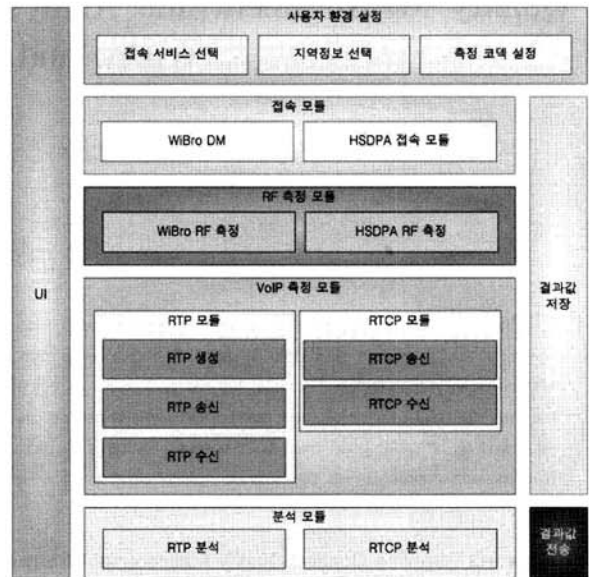 사용자 환경 설정
접속 서비스 선택
지역정보 선택
측정 코덱 설정
접속 모듈
WiBro DM
HSDPA 접속 모듈
RF 측정 모듈
WiBro RF 측정
HSDPA RF 측정
UI
VoIP 측정 모듈
결과값
저장
RTP 모듈
RTCP 모듈
RTP 생성
RTCP 송신
RTP 송신
RTCP 수신
RTP 수신
분석 모듈
RTP 분석
RTCP 분석
결과값
전송